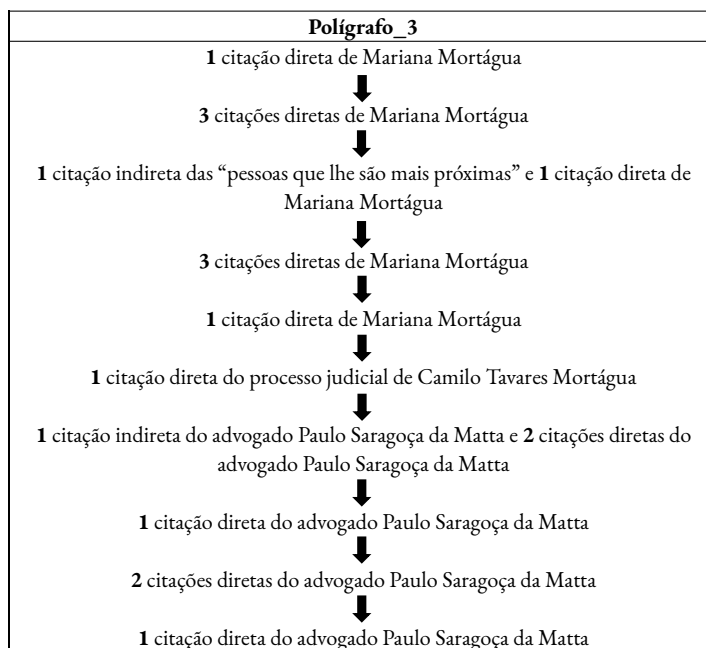 Polígrafo_3
1 citação direta de Mariana Mortágua
3 citações diretas de Mariana Mortágua
1 citação indireta das “pessoas que lhe são mais próximas” e 1 citação direta de
Mariana Mortágua
3 citações diretas de Mariana Mortágua
1 citação direta de Mariana Mortágua
1 citação direta do processo judicial de Camilo Tavares Mortágua
1 citação indireta do advogado Paulo Saragoça da Matta e 2 citações diretas do
advogado Paulo Saragoça da Matta
1 citação direta do advogado Paulo Saragoça da Matta
2 citações diretas do advogado Paulo Saragoça da Matta
1 citação direta do advogado Paulo Saragoça da Matta